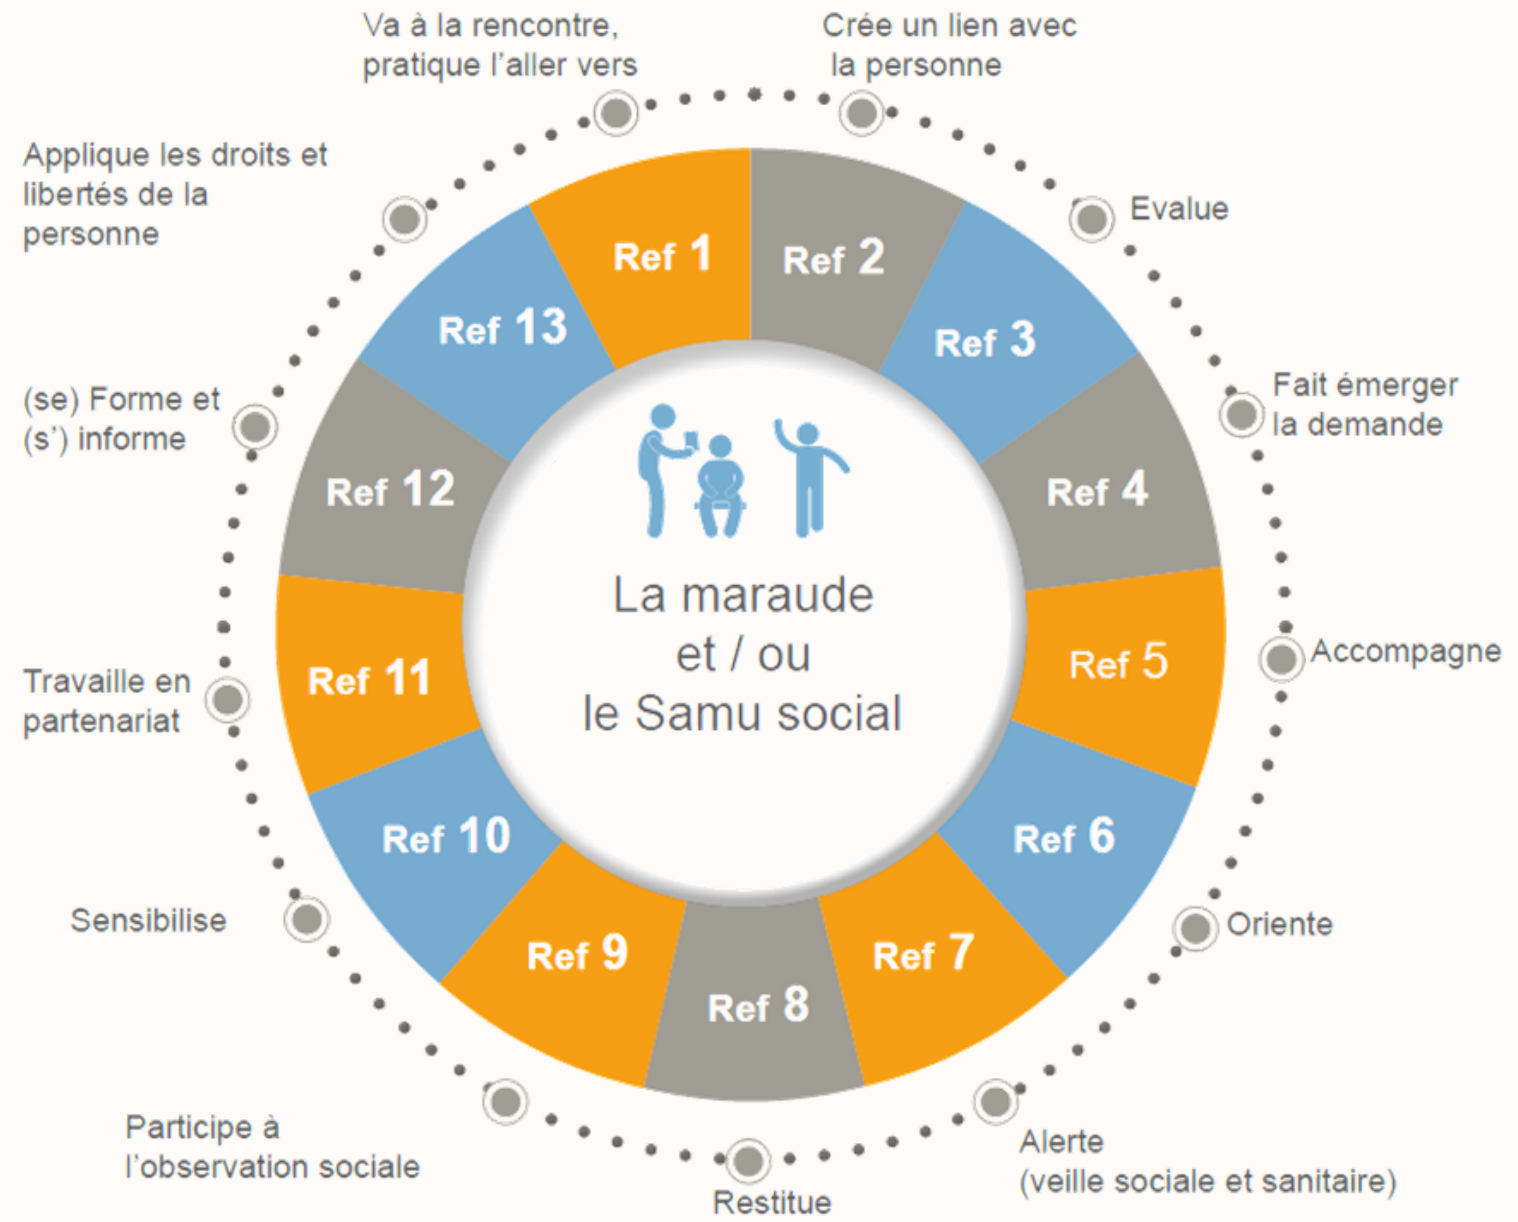 Va à la rencontre,
pratique l'aller vers
Crée un lien avec
la personne
Applique les droits et
libertés de la
personne
Evalue
Ref 1
Ref 2
Ref 13
Ref 3
(se) Forme et
(s') informe
Fait émerger
la demande
Ref 12
Ref 4
La maraude
et / ou
le Samu social
Travaille en
partenariat
Ref 11
Ref 5
Accompagne
Ref 10
Ref 6
Sensibilise
Oriente
Ref 9
Ref 7
Ref 8
Participe à
l'observation sociale
Alerte
(veille sociale et sanitaire)
Restitue